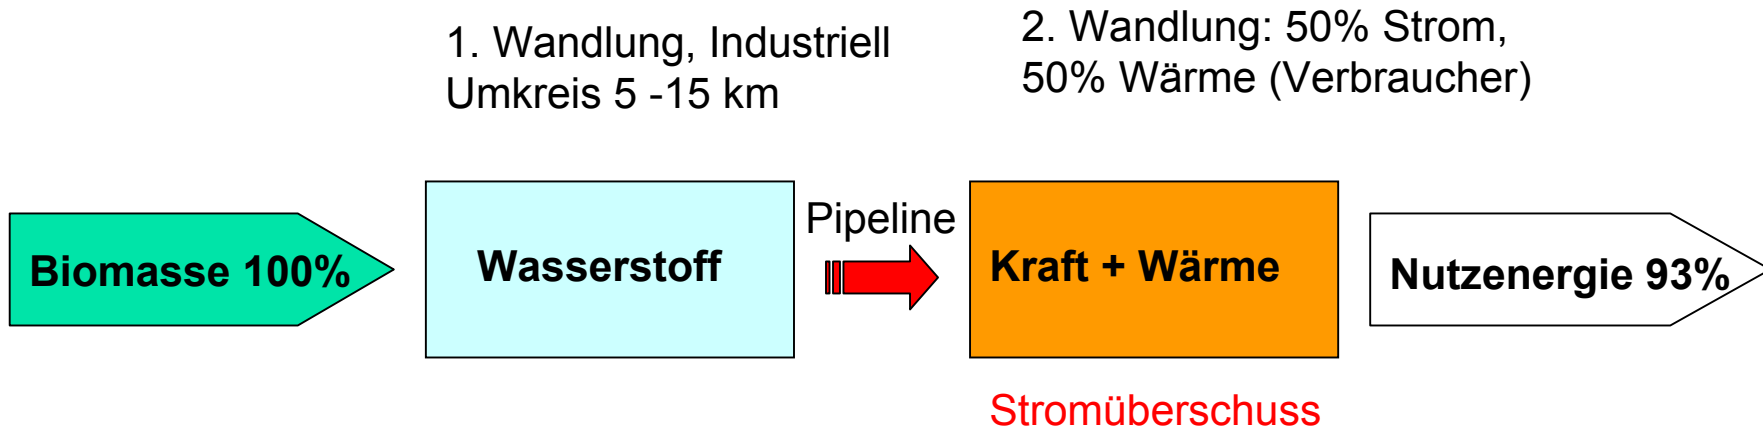 1. Wandlung, Industriell
Umkreis 5 -15 km
2. Wandlung: 50% Strom,
50% Wärme (Verbraucher)
Biomasse 100%
Wasserstoff
Pipeline
Kraft + Wärme
Nutzenergie 93%
Stromüberschuss